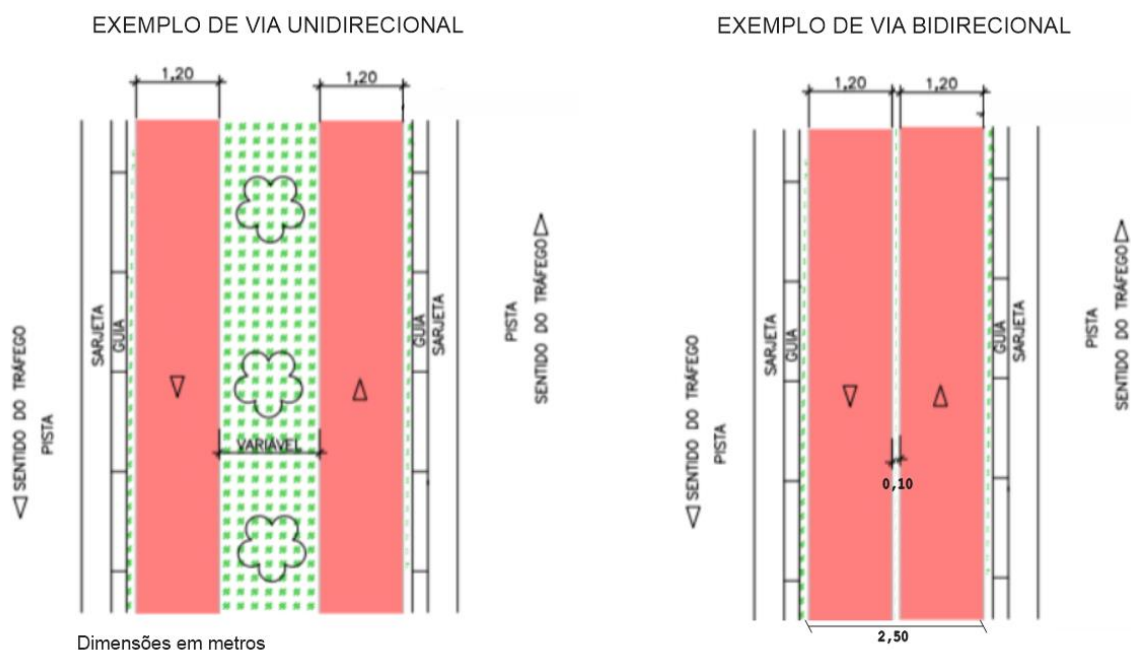 EXEMPLO DE VIA UNIDIRECIONAL
1,20
1,20
SARJETA
GUIA
GUIA
SARJETA
SENTIDO DO TRÁFEGO
PISTA
PISTA
SENTIDO DO TRÁFEGO
VARIÁVEL
Dimensões em metros
EXEMPLO DE VIA BIDIRECIONAL
1,20
1,20
SARJETA
GUIA
GUIA
SARJETA
SENTIDO DO TRÁFEGO
PISTA
PISTA
SENTIDO DO TRÁFEGO
0,10
2,50